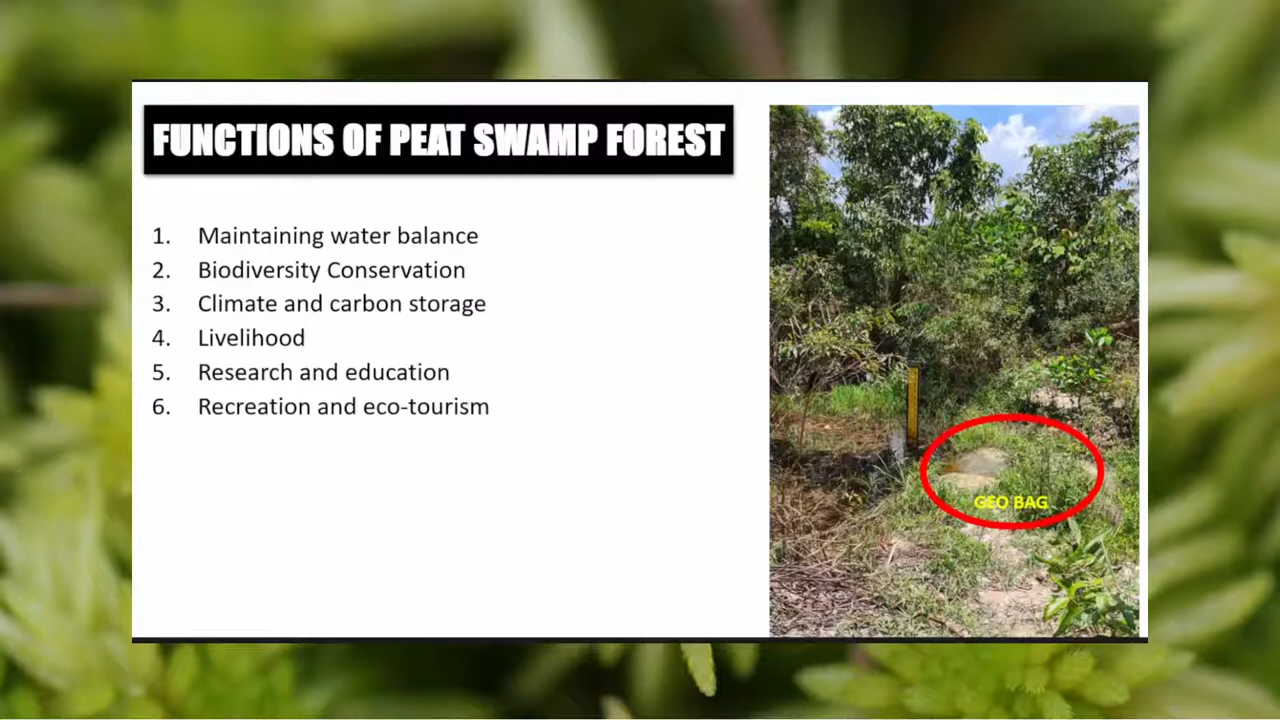 FUNCTIONS OF PEAT SWAMP FOREST
1. Maintaining water balance
2. Biodiversity Conservation
3. Climate and carbon storage
4. Livelihood
5. Research and education
6. Recreation and eco-tourism
GEO BAG